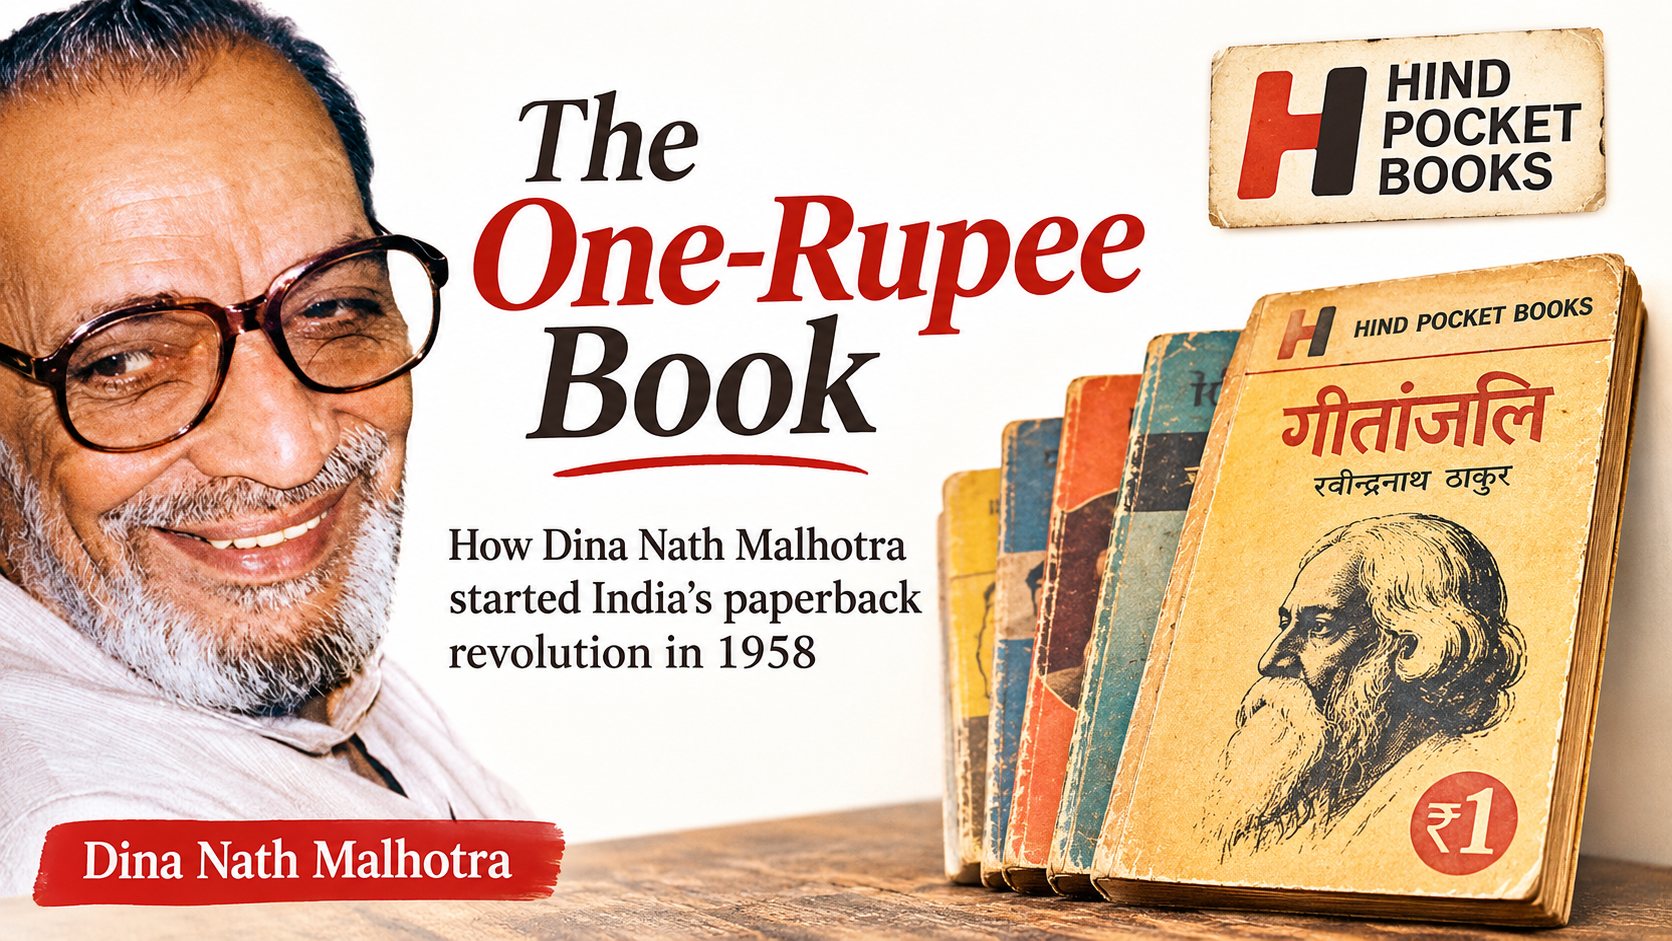 The
One-Rupee
Book
How Dina Nath Malhotra
started India's paperback
revolution in 1958
Dina Nath Malhotra
HIND
POCKET
BOOKS
HIND POCKET BOOKS
गीतांजलि
रवीन्द्रनाथ ठाकुर
₹1